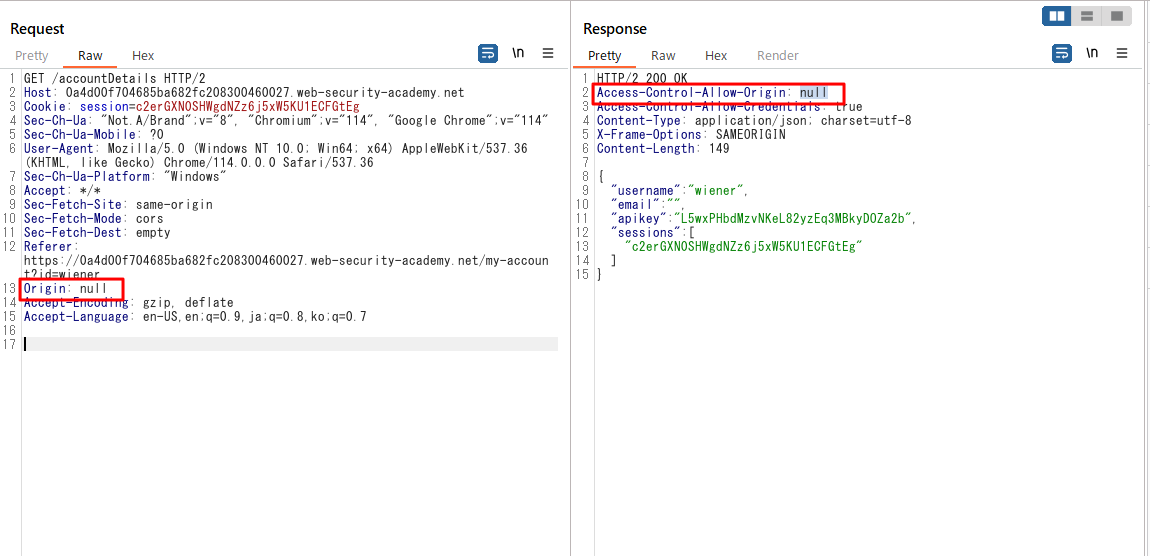 Request
Pretty Raw Hex
\n
1 GET /accountDetails HTTP/2
2 Host: 0a4d00f704685ba682fc208300460027.web-security-academy.net
3 Cookie: session=c2erGXNOSHWgdNZz6j5xW5KU1ECFGtEg
4 Sec-Ch-Ua: "Not.A/Brand";v="8", "Chromium";v="114", "Google Chrome";v="114"
5 Sec-Ch-Ua-Mobile: ?0
6 User-Agent: Mozilla/5.0 (Windows NT 10.0; Win64; x64) AppleWebKit/537.36
(KHTML, like Gecko) Chrome/114.0.0.0 Safari/537.36
7 Sec-Ch-Ua-Platform: "Windows"
8 Accept: */*
9 Sec-Fetch-Site: same-origin
10 Sec-Fetch-Mode: cors
11 Sec-Fetch-Dest: empty
12 Referer:
https://0a4d00f704685ba682fc208300460027.web-security-academy.net/my-accoun
t?id=wiener
13 Origin: null
14 Accept-Encoding: gzip, deflate
15 Accept-Language: en-US,en;q=0.9,ja;q=0.8,ko;q=0.7
16
17
Response
Pretty Raw Hex Render
\n
1 HTTP/2 200 OK
2 Access-Control-Allow-Origin: null
3 Access-Control-Allow-Credentials: true
4 Content-Type: application/json; charset=utf-8
5 X-Frame-Options: SAMEORIGIN
6 Content-Length: 149
7
8 {
9 "username":"wiener",
10 "email":"",
11 "apikey":"L5wxPHbdMzvNKeL82yzEq3MBkyDOZa2b",
12 "sessions":[
13 "c2erGXNOSHWgdNZz6j5xW5KU1ECFGtEg"
14 ]
15 }